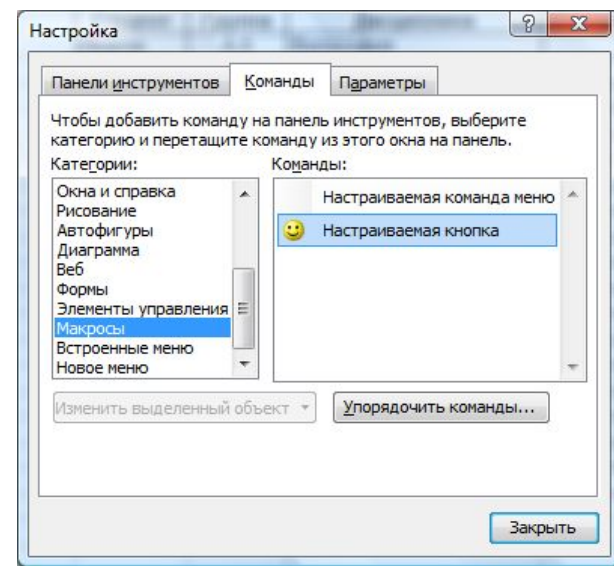 Настройка
Панели инструментов Команды Параметры
Чтобы добавить команду на панель инструментов, выберите
категорию и перетащите команду из этого окна на панель.
Категории: Команды:
Окна и справка
Рисование
Автофигуры
Диаграмма
Веб
Формы
Элементы управления
Макросы
Встроенные меню
Новое меню
Настраиваемая команда меню
Настраиваемая кнопка
Изменить выделенный объект Упорядочить команды...
Закрыть